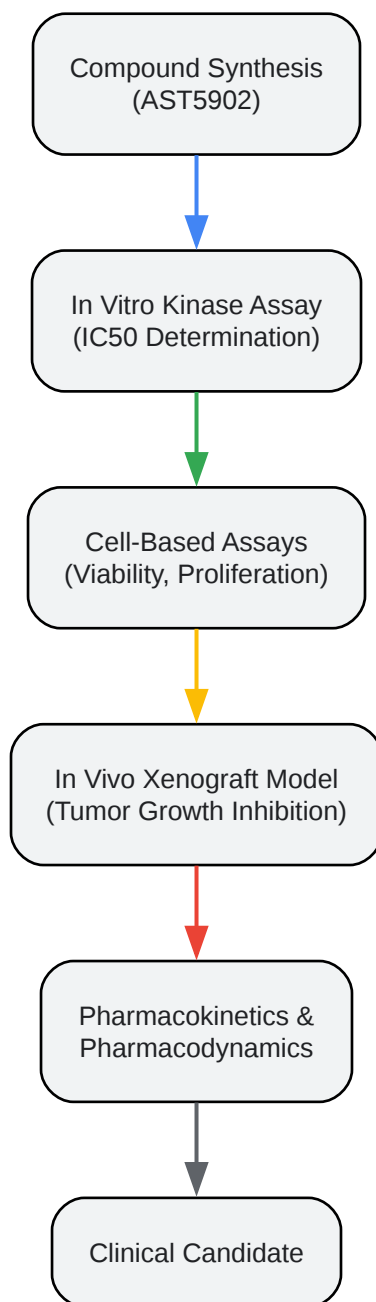 Compound Synthesis
(AST5902)
In Vitro Kinase Assay
(IC50 Determination)
Cell-Based Assays
(Viability, Proliferation)
In Vivo Xenograft Model
(Tumor Growth Inhibition)
Pharmacokinetics &
Pharmacodynamics
Clinical Candidate